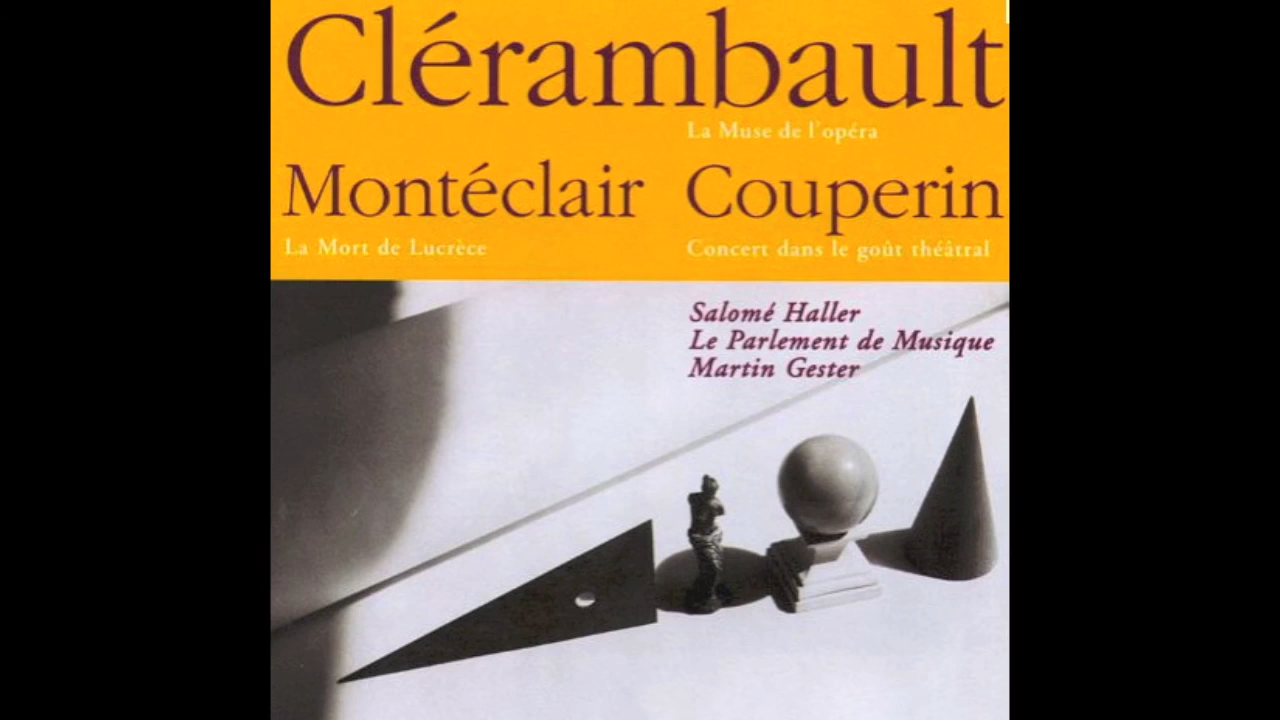 Clérambault
La Muse de l'opéra
Montéclair
La Mort de Lucrèce
Couperin
Concert dans le goût théâtral
Salomé Haller
Le Parlement de Musique
Martin Gester